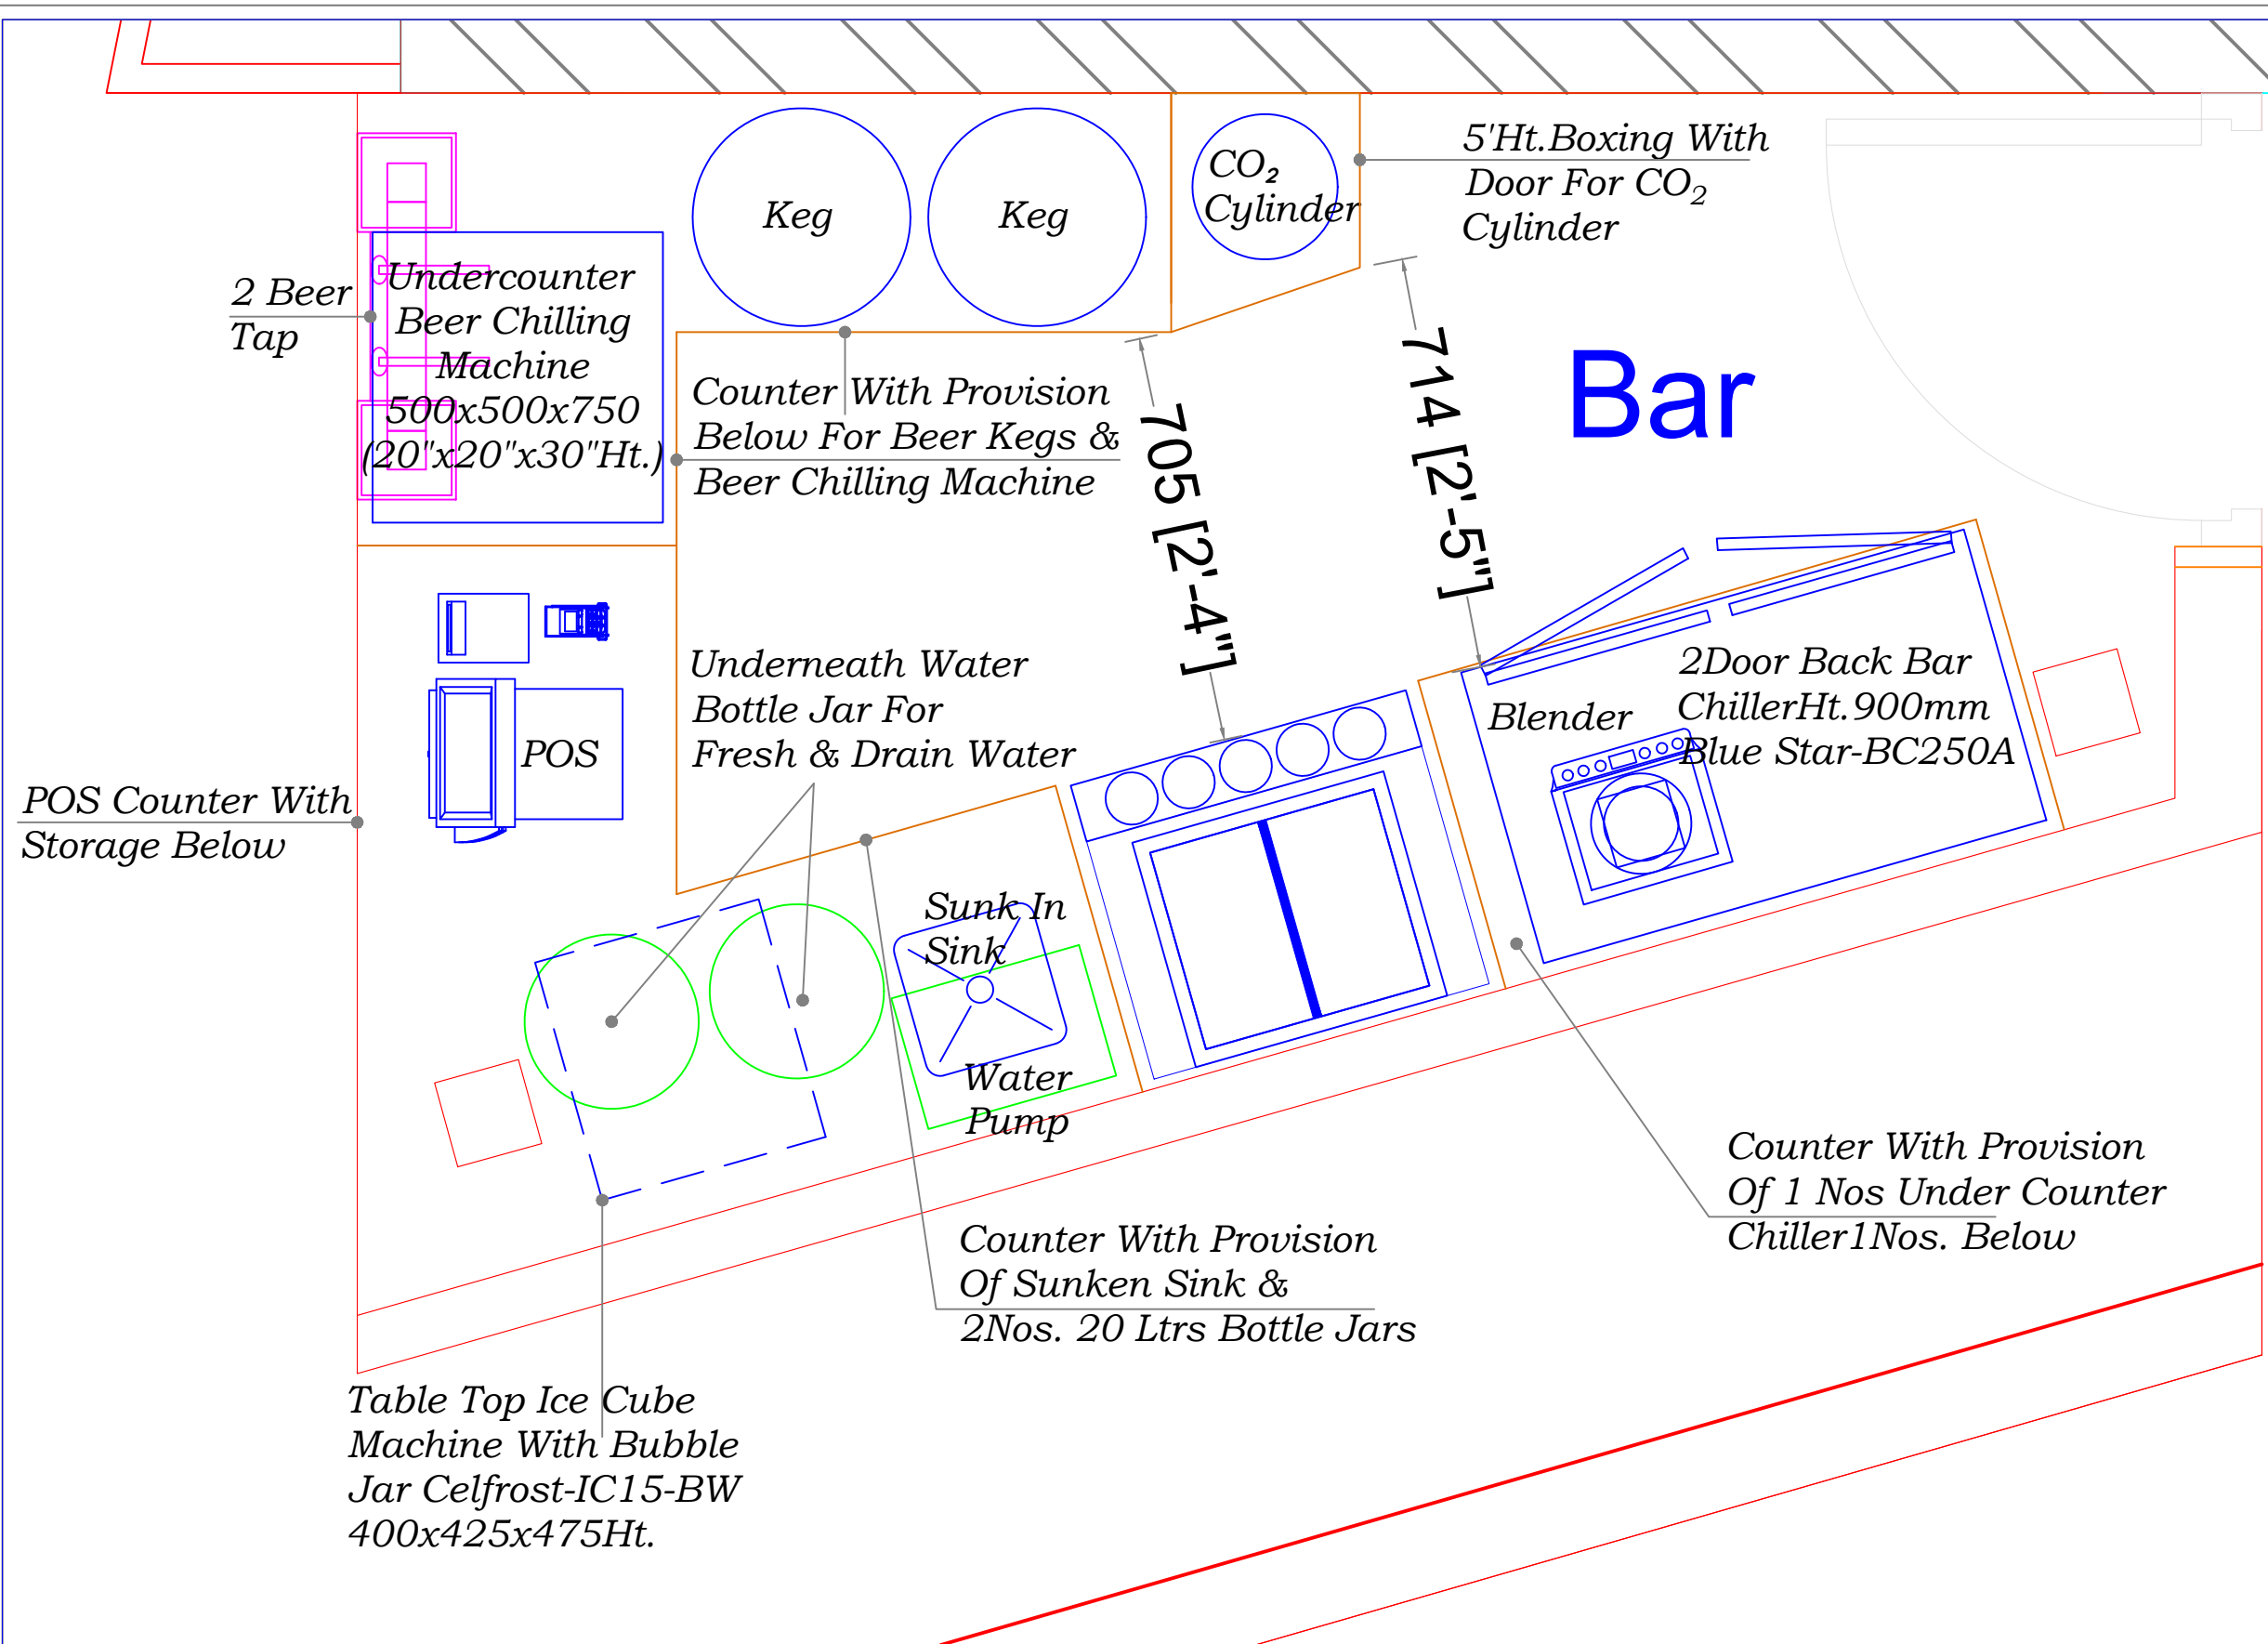 CO₂
Cylinder
5'Ht.Boxing With
Door For CO₂
Cylinder
Keg
Keg
2 Beer
Tap
Undercounter
Beer Chilling
Machine
500x500x750
(20"x20"x30"Ht.)
Counter With Provision
Below For Beer Kegs &
Beer Chilling Machine
705 [2'-4"]
714 [2'-5"]
Bar
Underneath Water
Bottle Jar For
Fresh & Drain Water
POS
POS Counter With
Storage Below
Blender
2Door Back Bar
ChillerHt.900mm
Blue Star-BC250A
Sunk In
Sink
Water
Pump
Counter With Provision
Of 1 Nos Under Counter
Chiller1Nos. Below
Counter With Provision
Of Sunken Sink &
2Nos. 20 Ltrs Bottle Jars
Table Top Ice Cube
Machine With Bubble
Jar Celfrost-IC15-BW
400x425x475Ht.